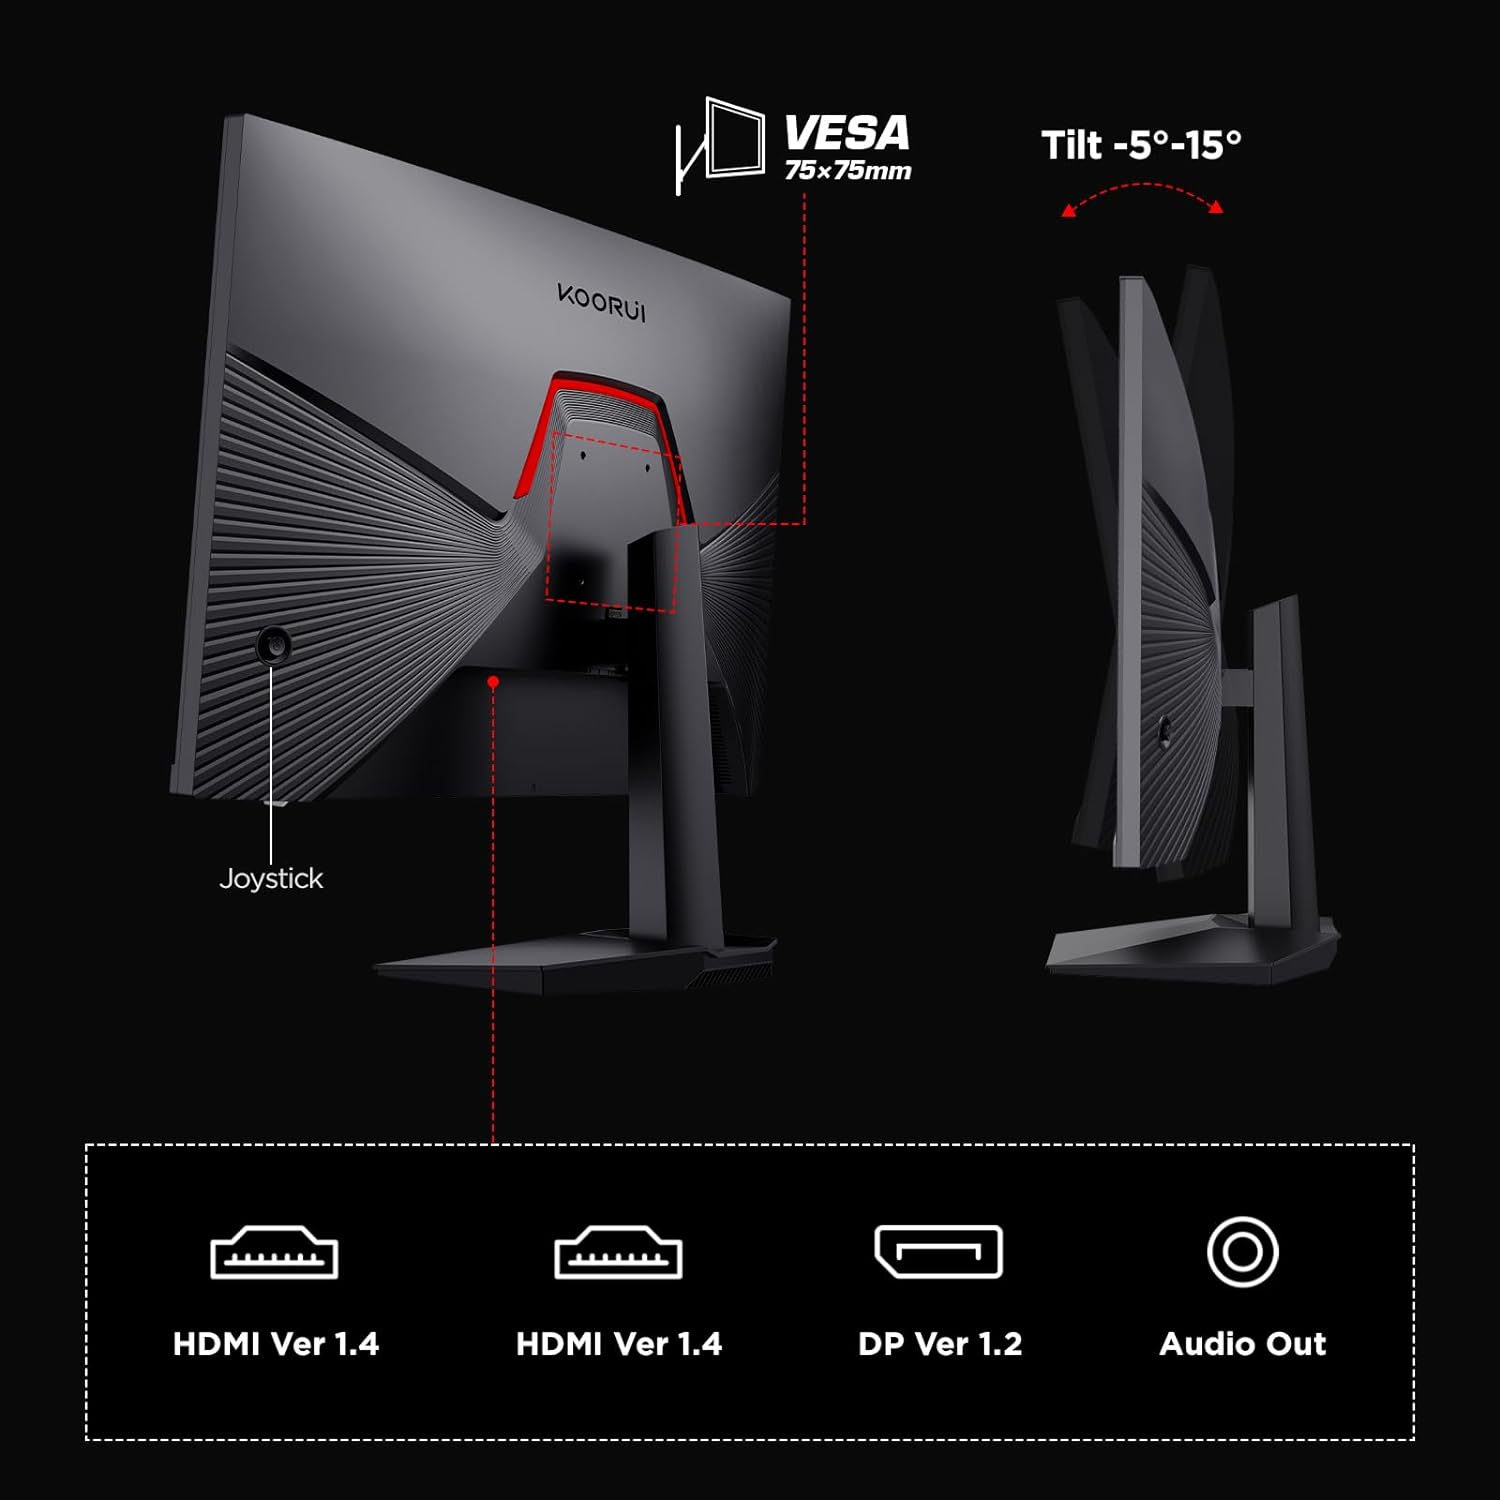 VESA
75×75mm
Tilt -5°-15°
KOORUI
Joystick
HDMI Ver 1.4
HDMI Ver 1.4
DP Ver 1.2
Audio Out